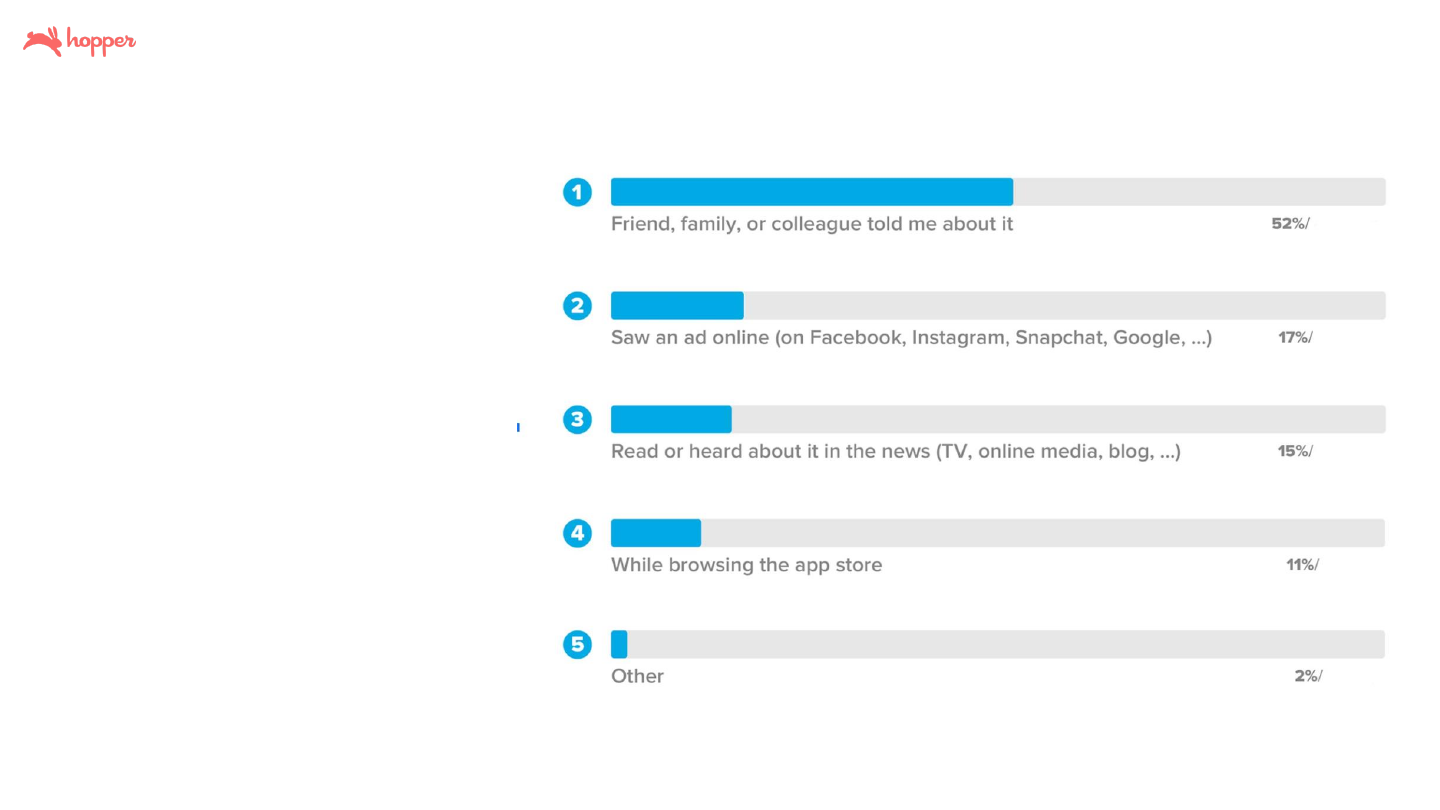 hopper
1
Friend, family, or colleague told me about it 52%/
2
Saw an ad online (on Facebook, Instagram, Snapchat, Google, ...) 17%/
3
Read or heard about it in the news (TV, online media, blog, ...) 15%/
4
While browsing the app store 11%/
5
Other 2%/